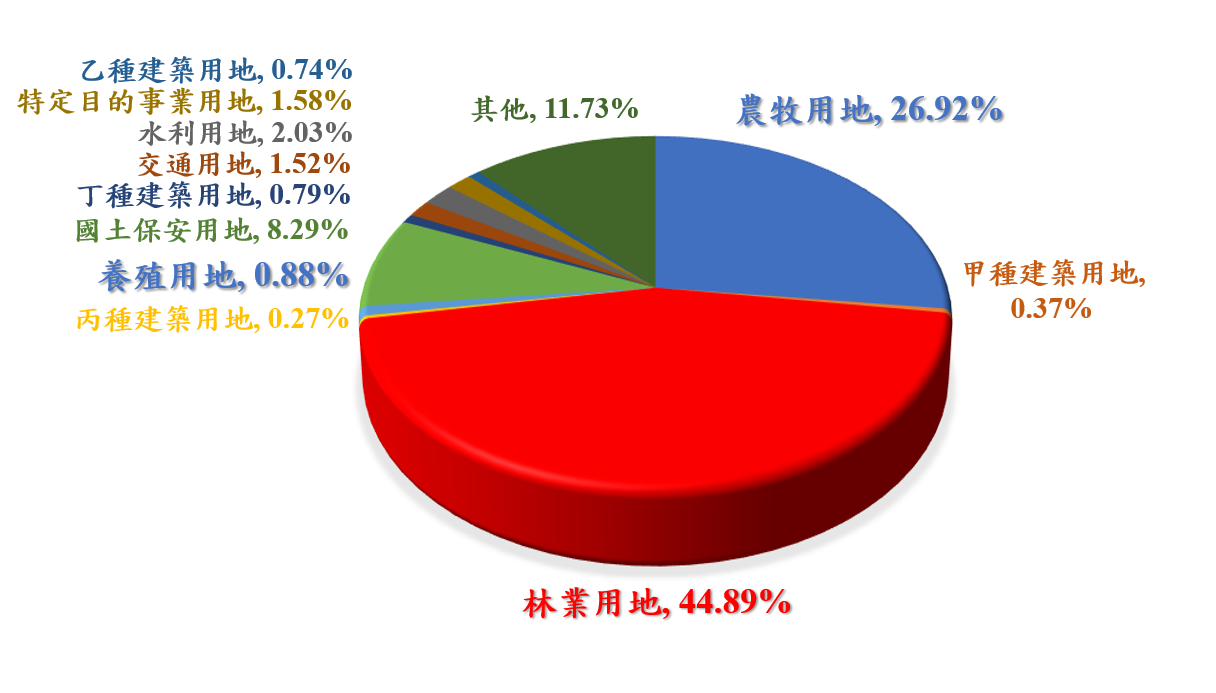 乙種建築用地, 0.74%
特定目的事業用地, 1.58%
水利用地, 2.03%
交通用地, 1.52%
丁種建築用地, 0.79%
國土保安用地, 8.29%
養殖用地, 0.88%
丙種建築用地, 0.27%
其他, 11.73%
農牧用地, 26.92%
甲種建築用地,
0.37%
林業用地, 44.89%